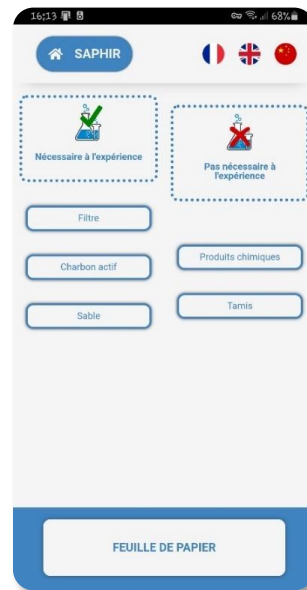 16:13 68%
SAPHIR
Nécessaire à l'expérience
Pas nécessaire à
l'expérience
Filtre
Charbon actif
Sable
Produits chimiques
Tamis
FEUILLE DE PAPIER